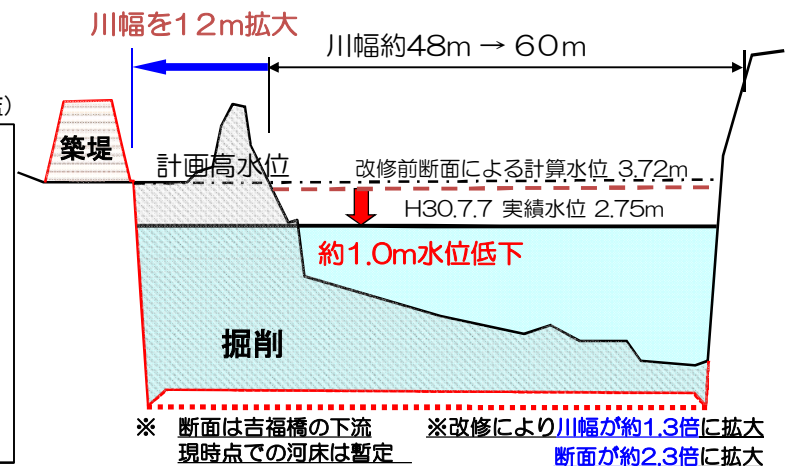 川幅を12m拡大
川幅約48m → 60m
築堤
計画高水位
改修前断面による計算水位 3.72m
H30.7.7 実績水位 2.75m
約1.0m水位低下
掘削
※ 断面は吉福橋の下流
現時点での河床は暫定
※改修により川幅が約1.3倍に拡大
断面が約2.3倍に拡大